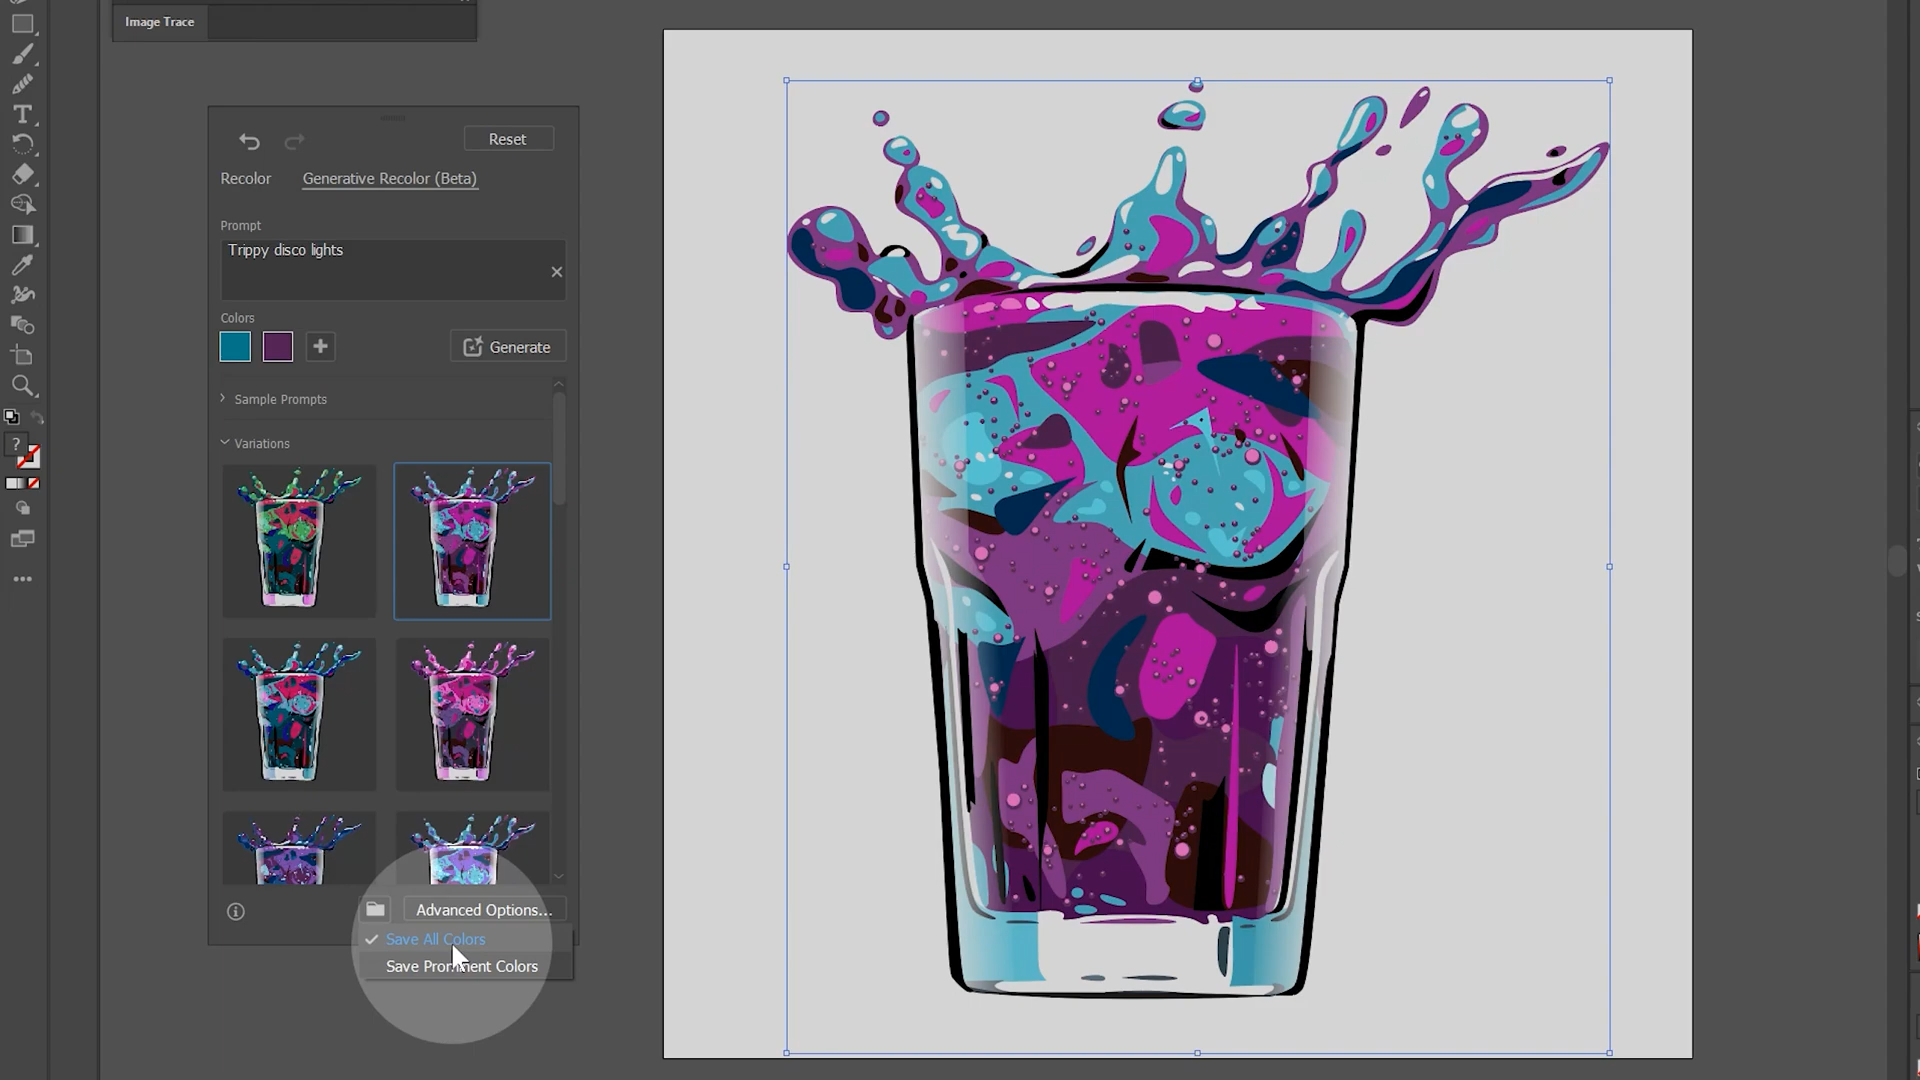 Image Trace
Reset
Recolor
Generative Recolor (Beta)
Prompt
Trippy disco lights
Colors
Generate
Sample Prompts
Variations
Advanced Options...
Save All Colors
Save Prominent Colors